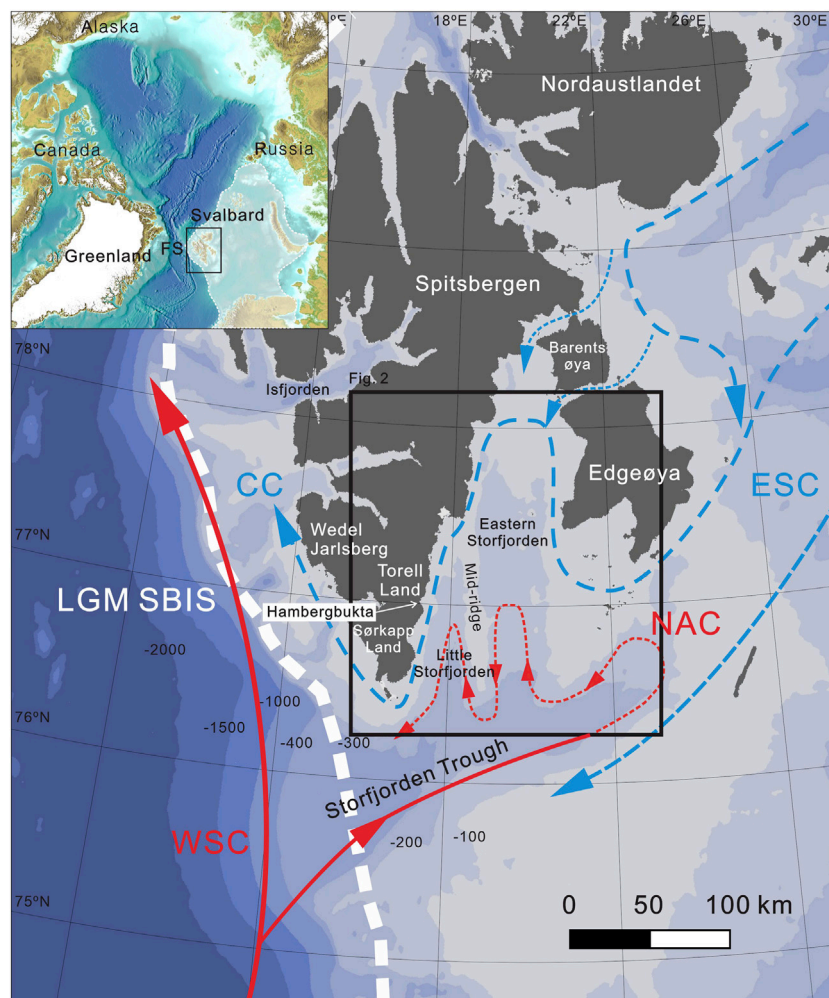 Alaska
Canada
Russia
Svalbard
FS
Greenland
18°E
22°E
26°E
30°E
Nordaustlandet
Spitsbergen
Barents
øya
78°N
Isfjorden
Fig. 2
Edgeøya
CC
ESC
77°N
Eastern
Storfjorden
Wedel
Jarlsberg
Torell
Land
Mid-ridge
LGM SBIS
Hambergbukta
Sørkapp
Land
NAC
Little
Storfjorden
-2000
-1000
-1500
-400
-300
76°N
Storfjorden Trough
WSC
-200
-100
75°N
0
50
100 km